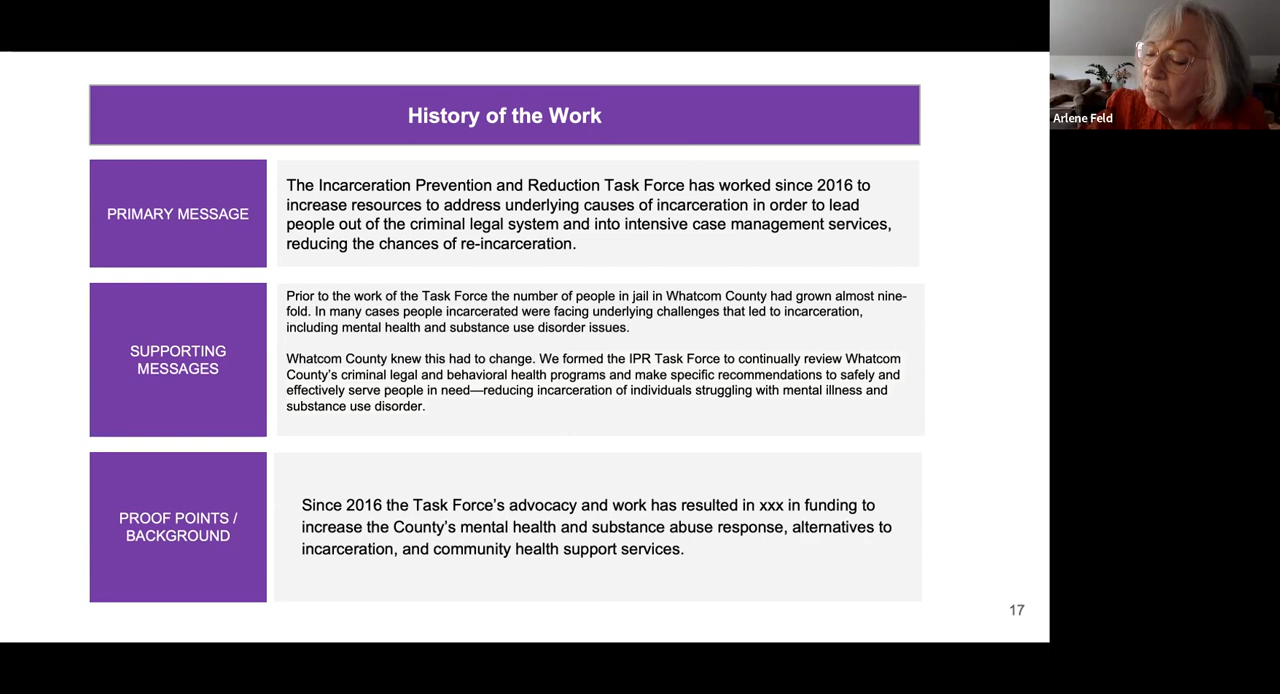 History of the Work
PRIMARY MESSAGE
The Incarceration Prevention and Reduction Task Force has worked since 2016 to
increase resources to address underlying causes of incarceration in order to lead
people out of the criminal legal system and into intensive case management services,
reducing the chances of re-incarceration.
SUPPORTING
MESSAGES
Prior to the work of the Task Force the number of people in jail in Whatcom County had grown almost nine-
fold. In many cases people incarcerated were facing underlying challenges that led to incarceration,
including mental health and substance use disorder issues.
Whatcom County knew this had to change. We formed the IPR Task Force to continually review Whatcom
County's criminal legal and behavioral health programs and make specific recommendations to safely and
effectively serve people in need—reducing incarceration of individuals struggling with mental illness and
substance use disorder.
PROOF POINTS /
BACKGROUND
Since 2016 the Task Force's advocacy and work has resulted in xxx in funding to
increase the County's mental health and substance abuse response, alternatives to
incarceration, and community health support services.
17
Arlene Feld